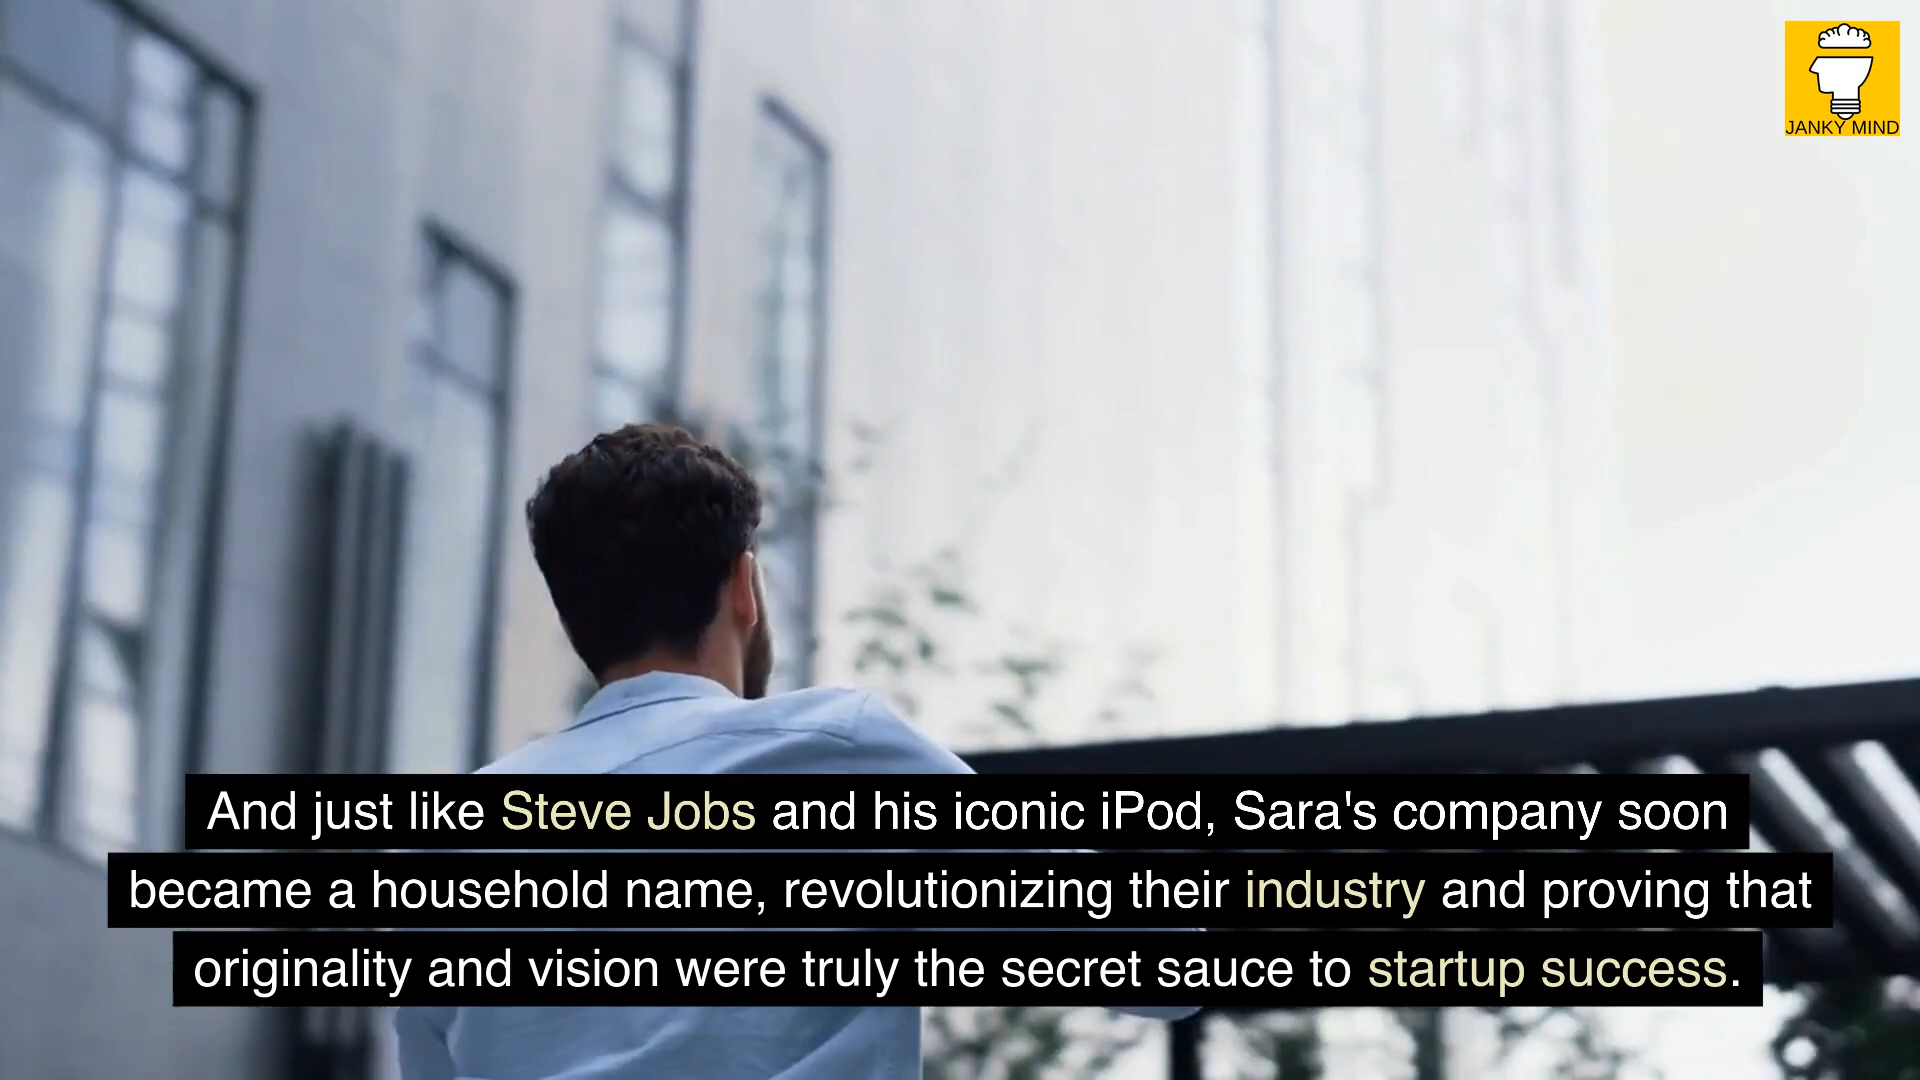 JANKY MIND
And just like Steve Jobs and his iconic iPod, Sara's company soon
became a household name, revolutionizing their industry and proving that
originality and vision were truly the secret sauce to startup success.